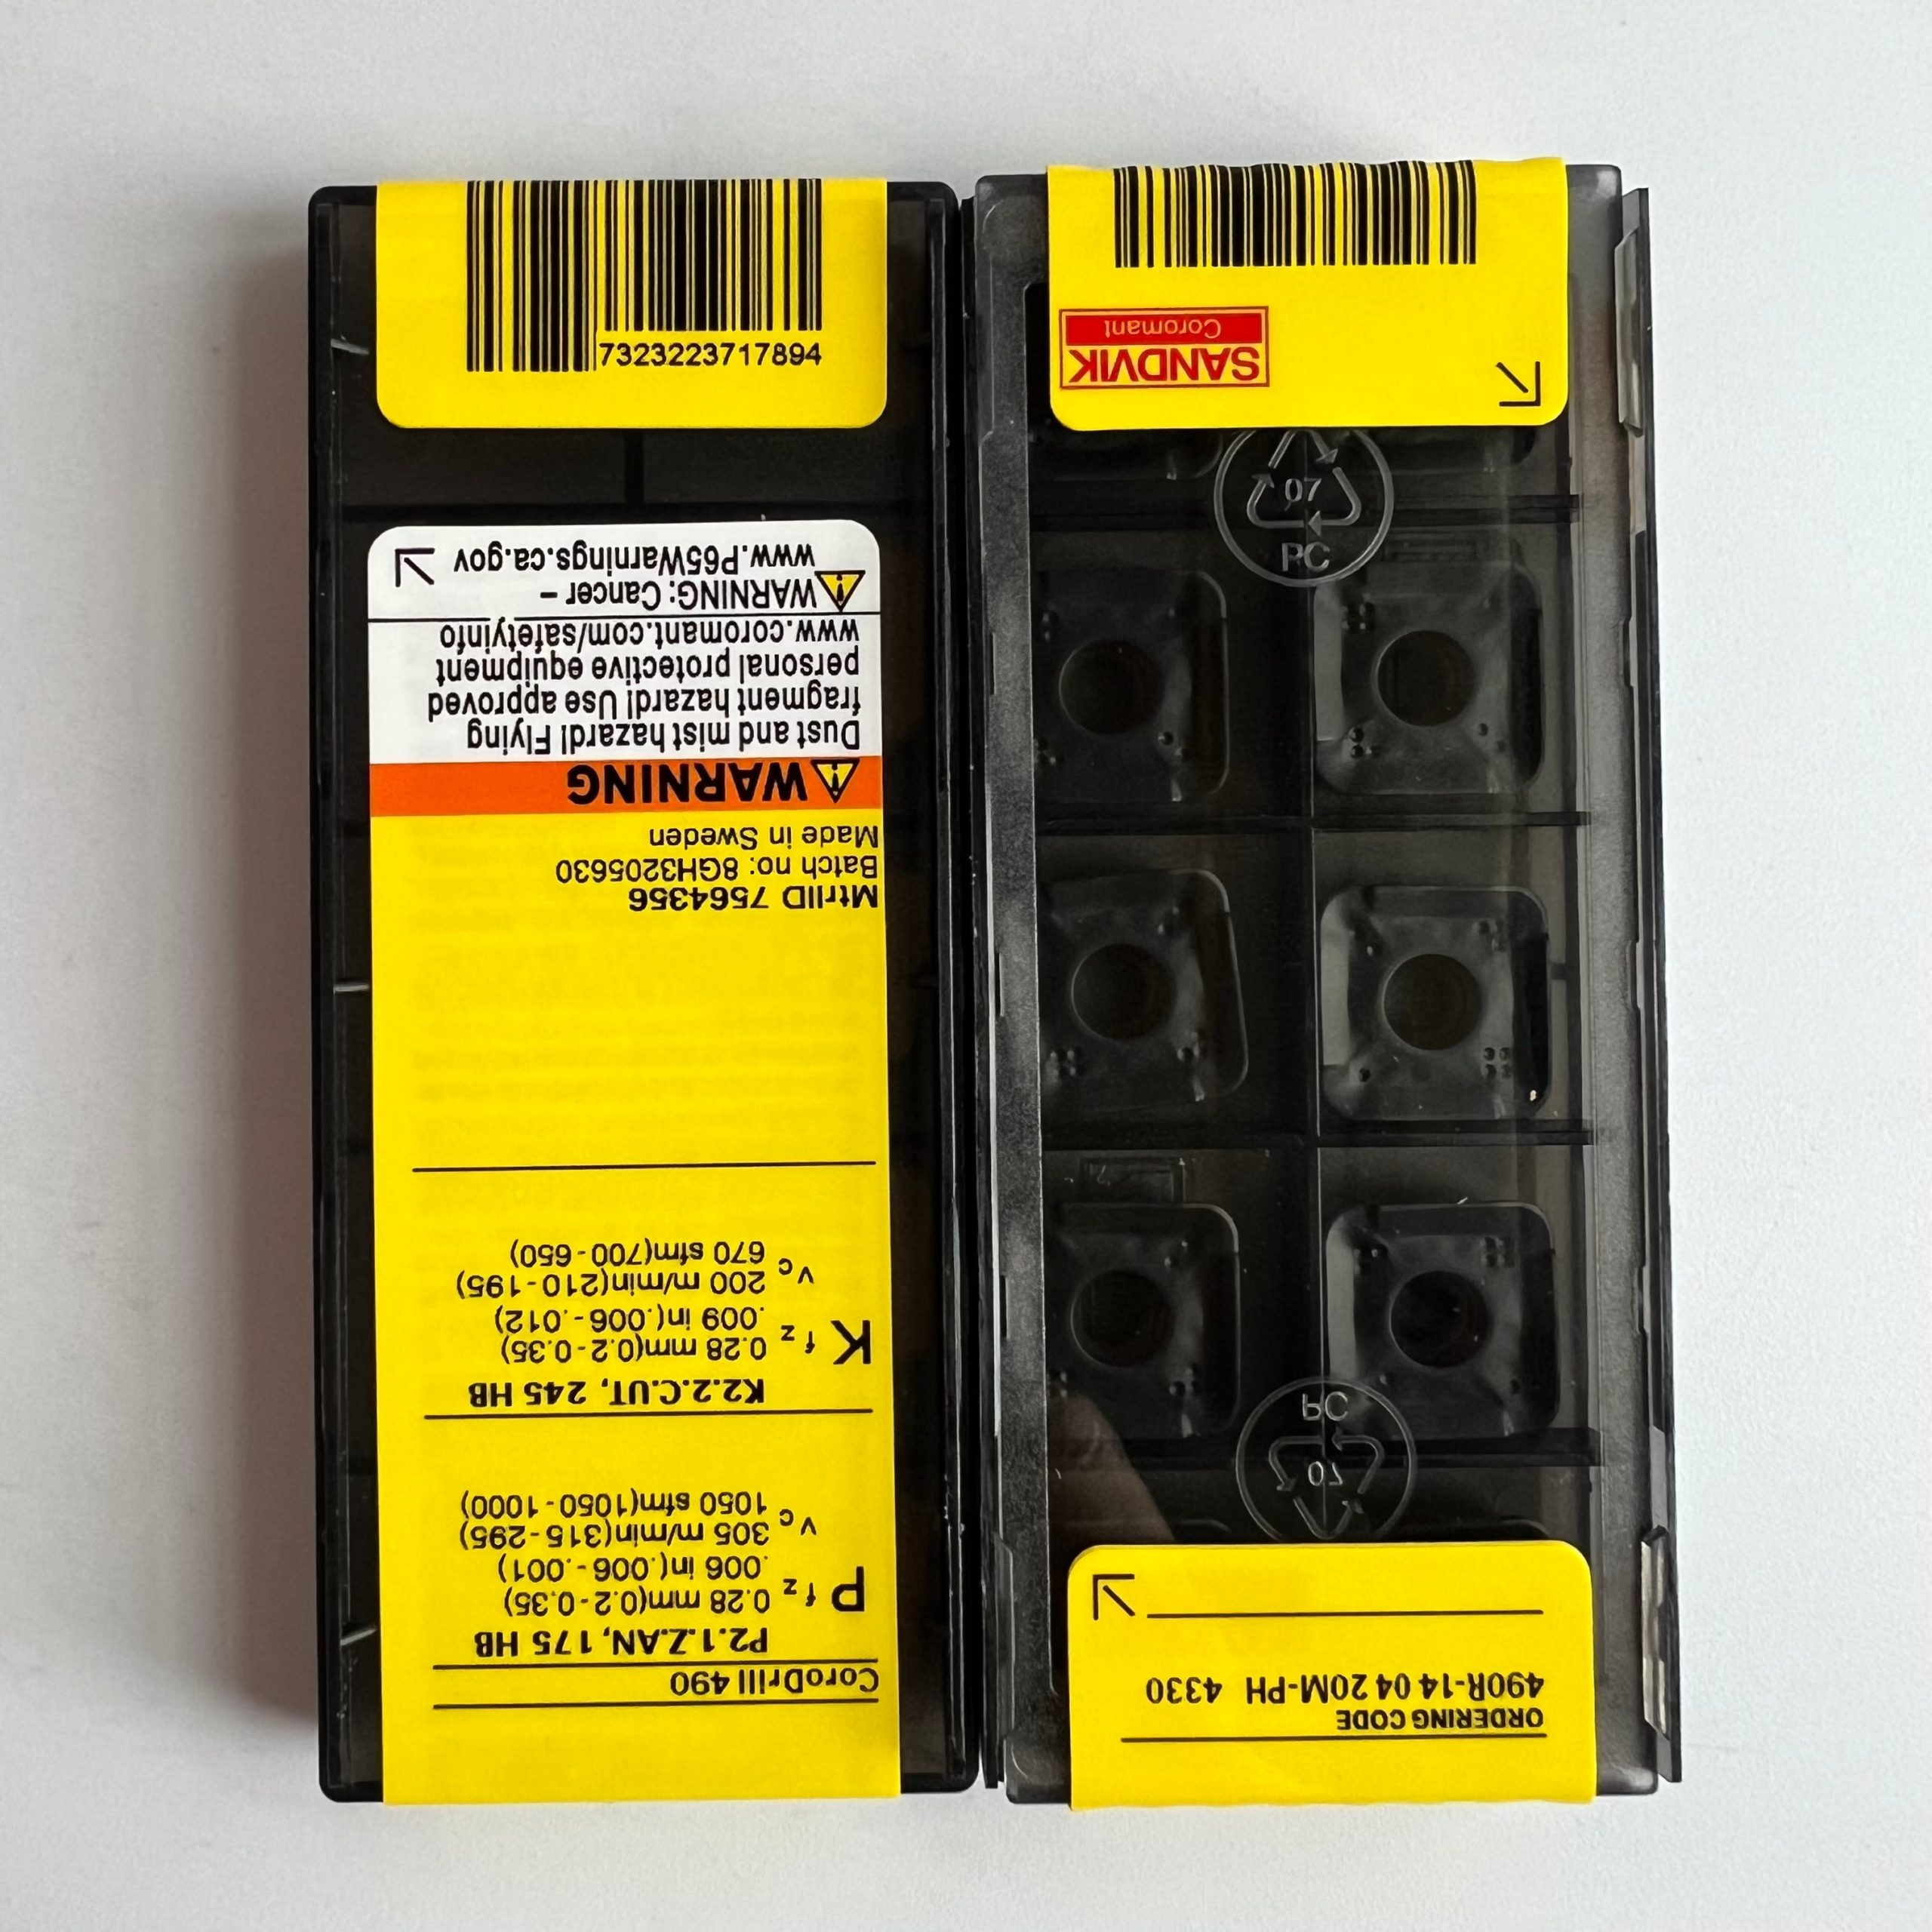 7323223717894
CoroDrill 490
P2.1.Z.AN, 175 HB
P fz 0.28 mm(0.2-0.35)
.006 in(.006-.001)
vc 305 m/min(315-295)
1050 sfm(1050-1000)
K2.2.C.UT, 245 HB
K fz 0.28 mm(0.2-0.35)
.009 in(.006-.012)
vc 200 m/min(210-195)
670 sfm(700-650)
MtrlID 7564356
Batch no: 8GH3205630
Made in Sweden
WARNING
Dust and mist hazard! Flying
fragment hazard! Use approved
personal protective equipment
www.coromant.com/safetyinfo
WARNING: Cancer –
www.P65Warnings.ca.gov
ORDERING CODE
490R-14 04 20M-PH 4330
07
PC
07
PC
SANDVIK
Coromant